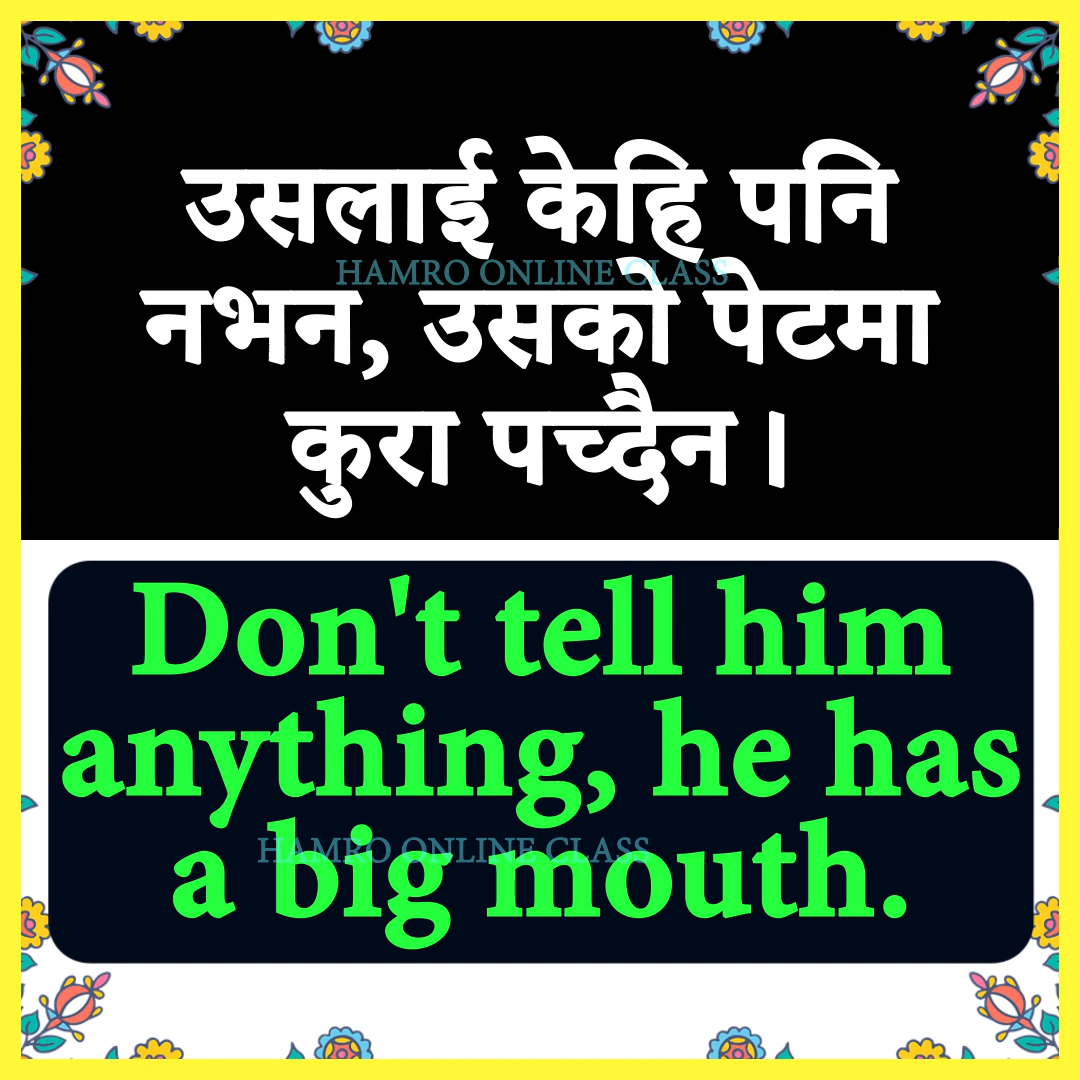 उसलाई केहि पनि
HAMRO ONLINE CLASS
नभन, उसको पेटमा
कुरा पच्दैन।
Don't tell him
anything, he has
HAMRO ONLINE CLASS
a big mouth.